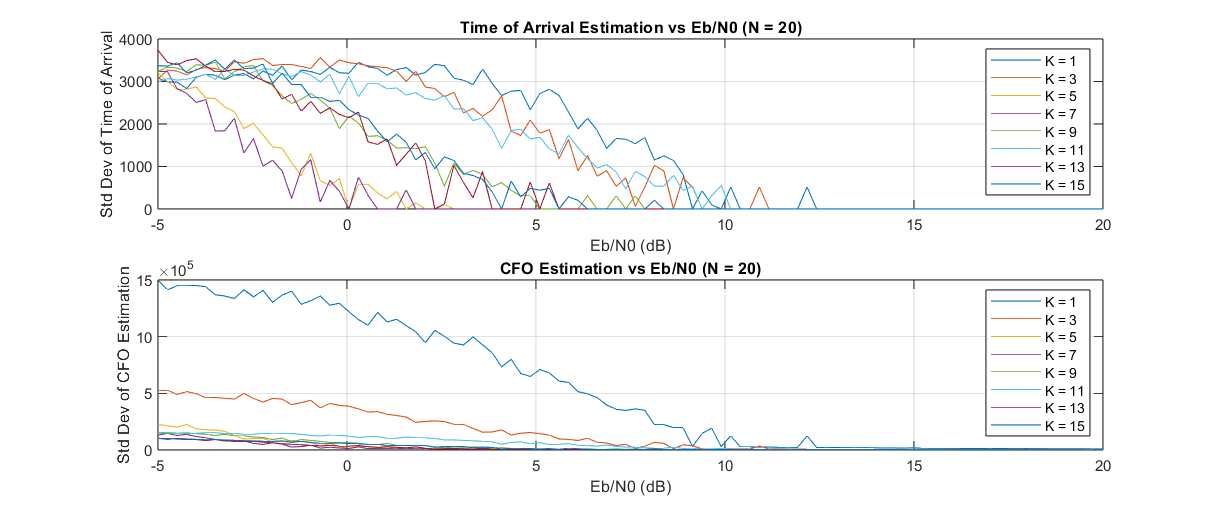 Time of Arrival Estimation vs Eb/N0 (N = 20)
Std Dev of Time of Arrival
4000
3000
2000
1000
0
-5
0
5
10
15
20
Eb/N0 (dB)
K = 1
K = 3
K = 5
K = 7
K = 9
K = 11
K = 13
K = 15
CFO Estimation vs Eb/N0 (N = 20)
Std Dev of CFO Estimation
×10⁵
15
10
5
0
-5
0
5
10
15
20
Eb/N0 (dB)
K = 1
K = 3
K = 5
K = 7
K = 9
K = 11
K = 13
K = 15